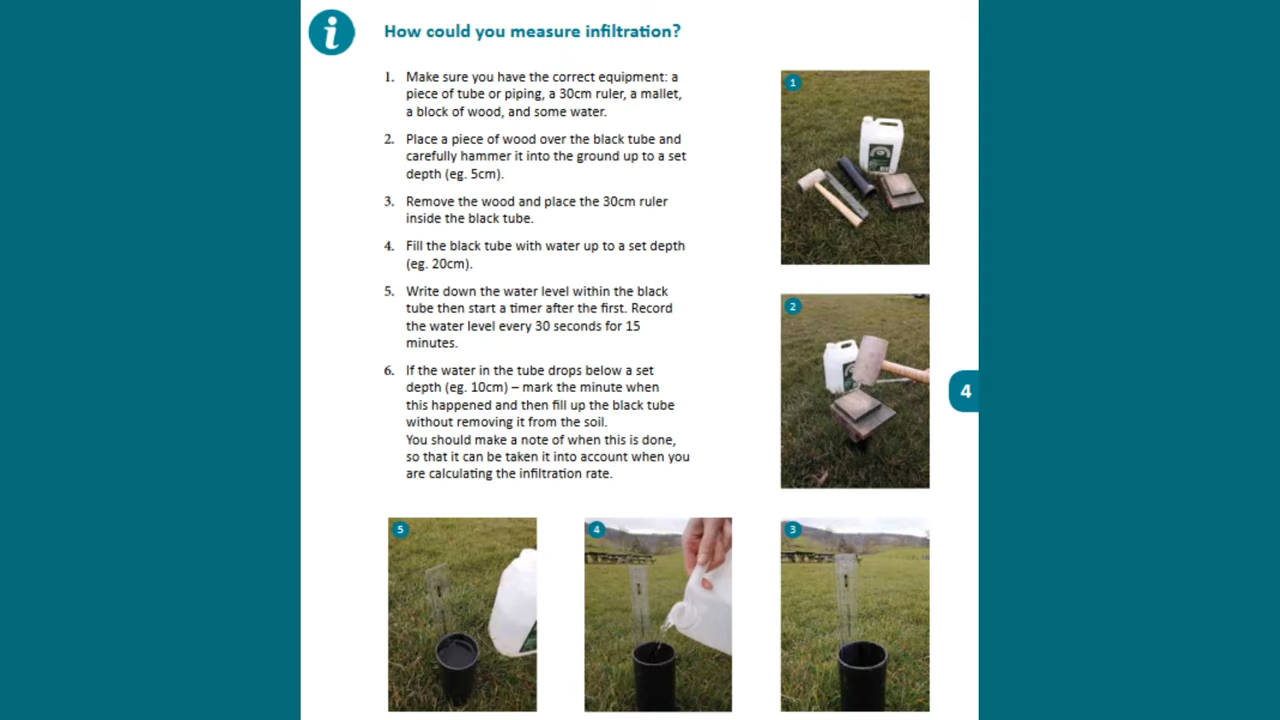 i
How could you measure infiltration?
1. Make sure you have the correct equipment: a
piece of tube or piping, a 30cm ruler, a mallet,
a block of wood, and some water.
2. Place a piece of wood over the black tube and
carefully hammer it into the ground up to a set
depth (eg. 5cm).
3. Remove the wood and place the 30cm ruler
inside the black tube.
4. Fill the black tube with water up to a set depth
(eg. 20cm).
5. Write down the water level within the black
tube then start a timer after the first. Record
the water level every 30 seconds for 15
minutes.
6. If the water in the tube drops below a set
depth (eg. 10cm) – mark the minute when
this happened and then fill up the black tube
without removing it from the soil.
You should make a note of when this is done,
so that it can be taken it into account when you
are calculating the infiltration rate.
1
2
4
5
4
3